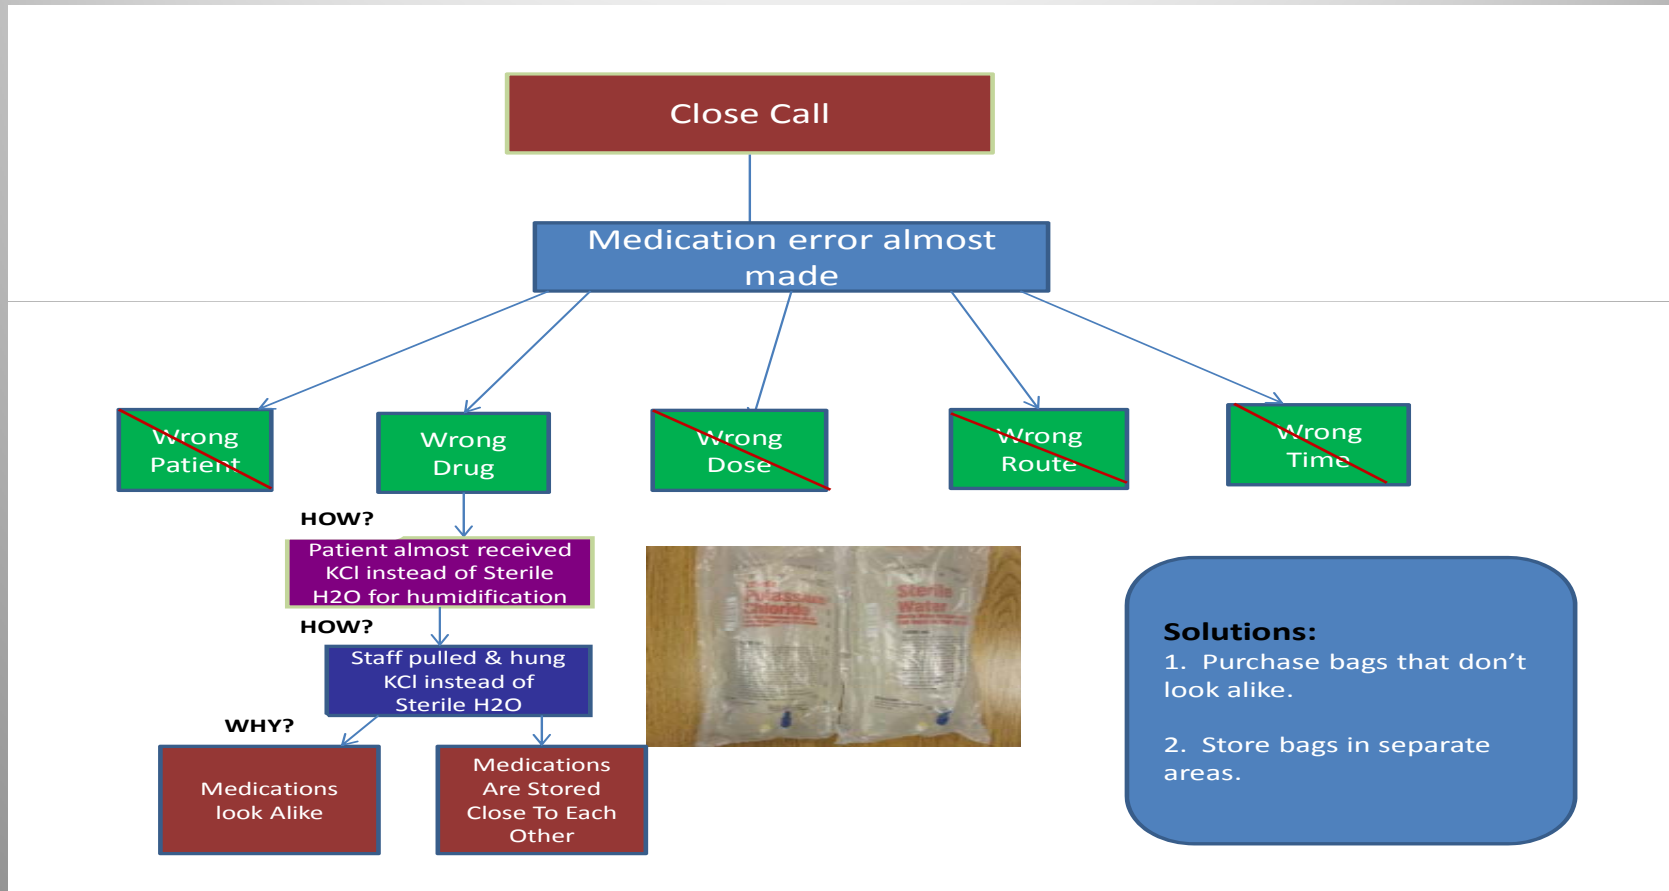 Close Call
Medication error almost
made
Wrong
Patient
Wrong
Drug
Wrong
Dose
Wrong
Route
Wrong
Time
HOW?
Patient almost received
KCl instead of Sterile
H2O for humidification
HOW?
Staff pulled & hung
KCl instead of
Sterile H2O
WHY?
Medications
look Alike
Medications
Are Stored
Close To Each
Other
Potassium
Chloride
Sterile
Water
Solutions:
1. Purchase bags that don’t
look alike.
2. Store bags in separate
areas.